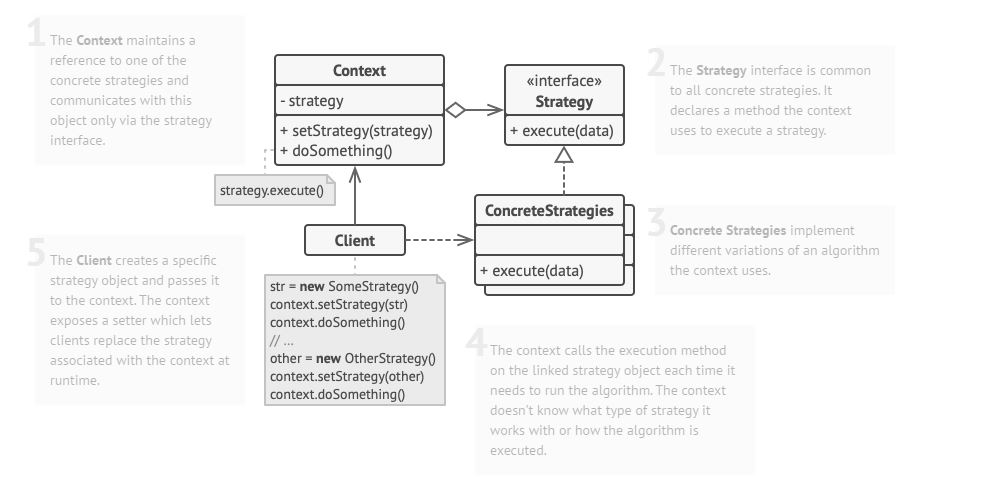 1
The Context maintains a
reference to one of the
concrete strategies and
communicates with this
object only via the strategy
interface.
Context
- strategy
+ setStrategy(strategy)
+ doSomething()
strategy.execute()
«interface»
Strategy
+ execute(data)
2
The Strategy interface is common
to all concrete strategies. It
declares a method the context
uses to execute a strategy.
ConcreteStrategies
+ execute(data)
3
Concrete Strategies implement
different variations of an algorithm
the context uses.
Client
str = new SomeStrategy()
context.setStrategy(str)
context.doSomething()
// ...
other = new OtherStrategy()
context.setStrategy(other)
context.doSomething()
4
The context calls the execution method
on the linked strategy object each time it
needs to run the algorithm. The context
doesn't know what type of strategy it
works with or how the algorithm is
executed.
5
The Client creates a specific
strategy object and passes it
to the context. The context
exposes a setter which lets
clients replace the strategy
associated with the context at
runtime.